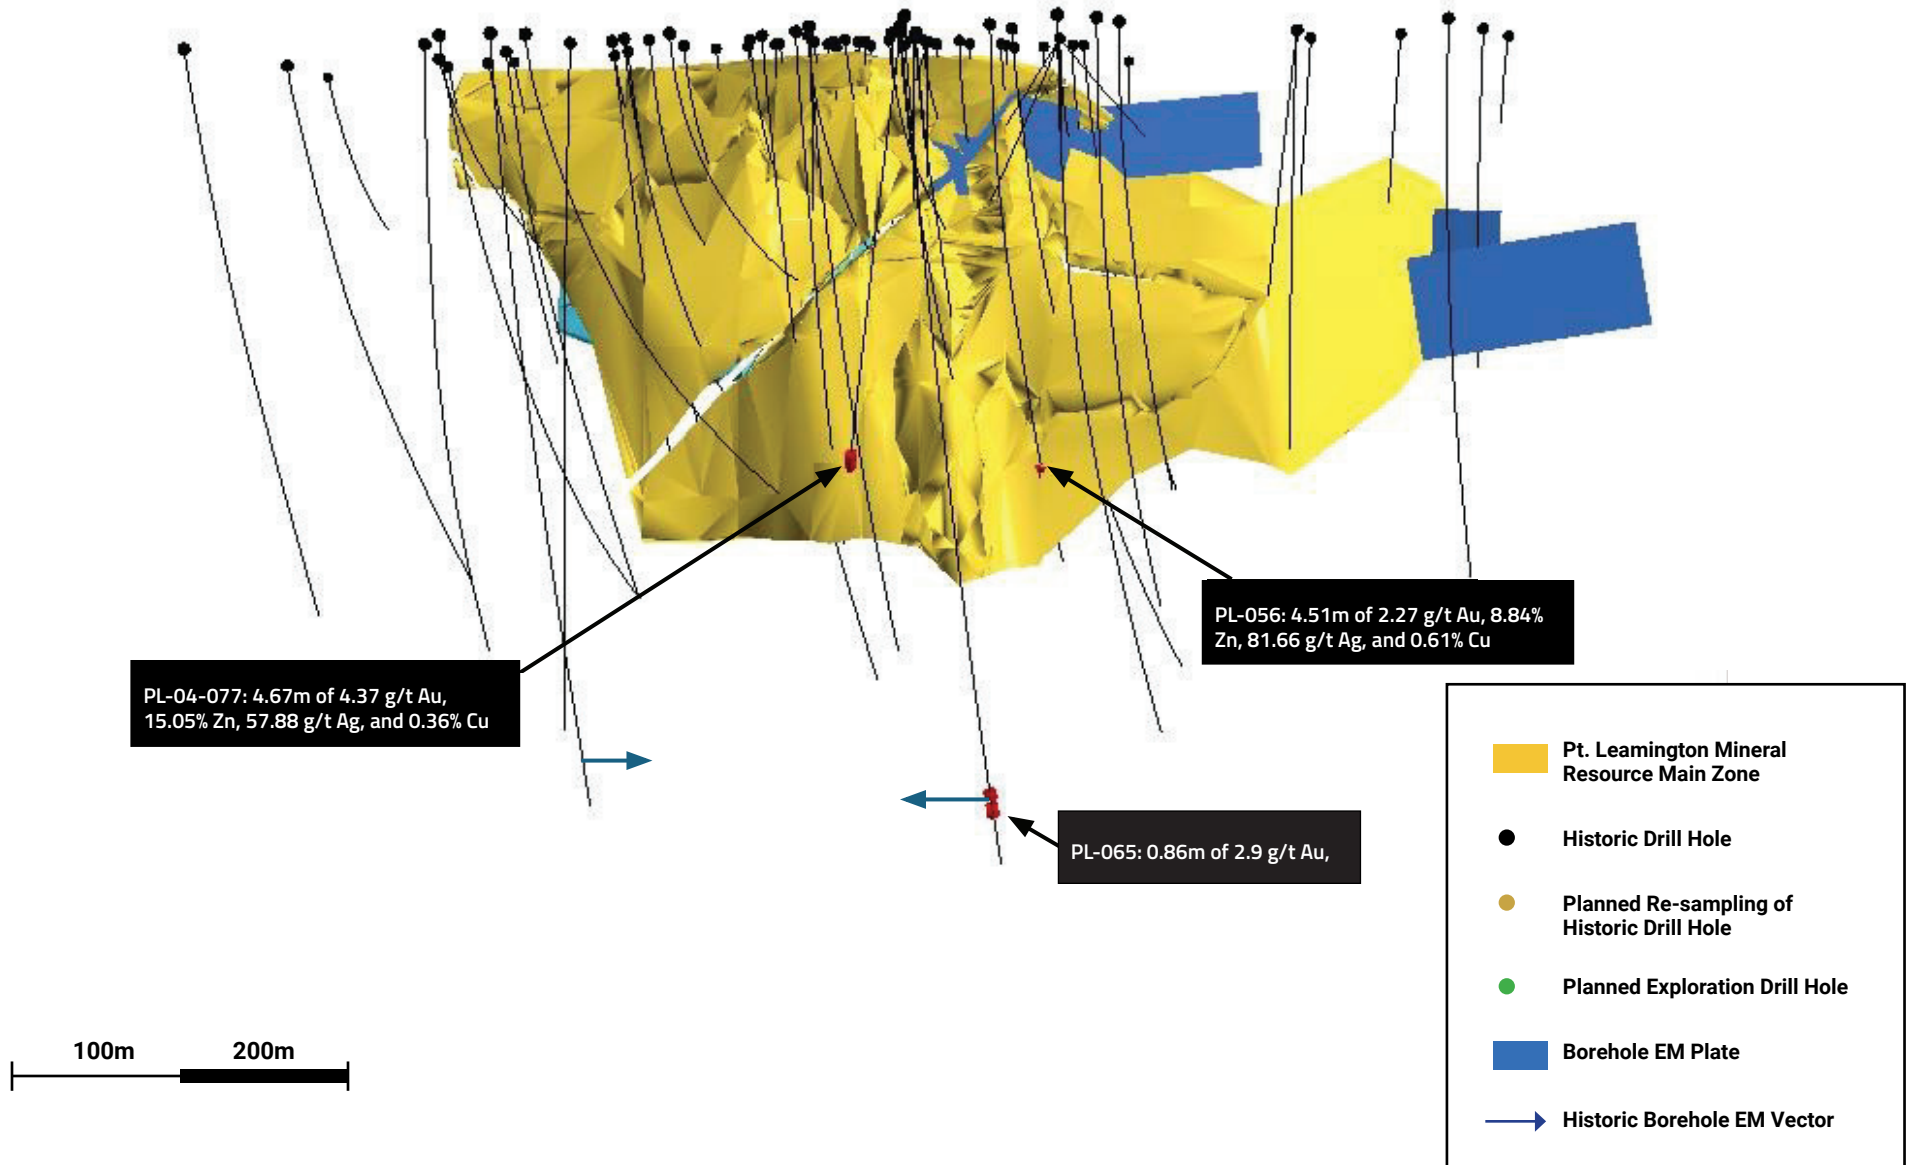 PL-056: 4.51m of 2.27 g/t Au, 8.84%
Zn, 81.66 g/t Ag, and 0.61% Cu
PL-04-077: 4.67m of 4.37 g/t Au,
15.05% Zn, 57.88 g/t Ag, and 0.36% Cu
PL-065: 0.86m of 2.9 g/t Au,
Pt. Leamington Mineral
Resource Main Zone
Historic Drill Hole
Planned Re-sampling of
Historic Drill Hole
Planned Exploration Drill Hole
Borehole EM Plate
Historic Borehole EM Vector
100m 200m